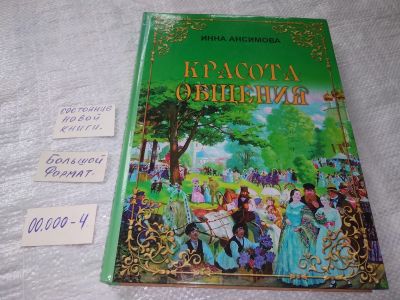 ИННА АНСИМОВА
КРАСОТА
ОБЩЕНИЯ
состояние
новой
книги.
Большой
формат.
00.000-4